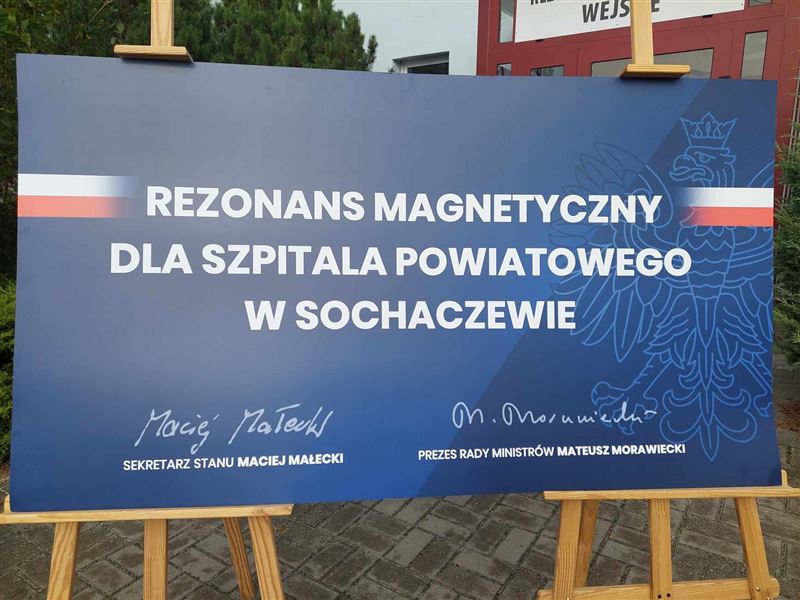 WEJŚCIE
REZONANS MAGNETYCZNY
DLA SZPITALA POWIATOWEGO
W SOCHACZEWIE
Maciej Małecki
M. Morawiecki
SEKRETARZ STANU MACIEJ MAŁECKI
PREZES RADY MINISTRÓW MATEUSZ MORAWIECKI